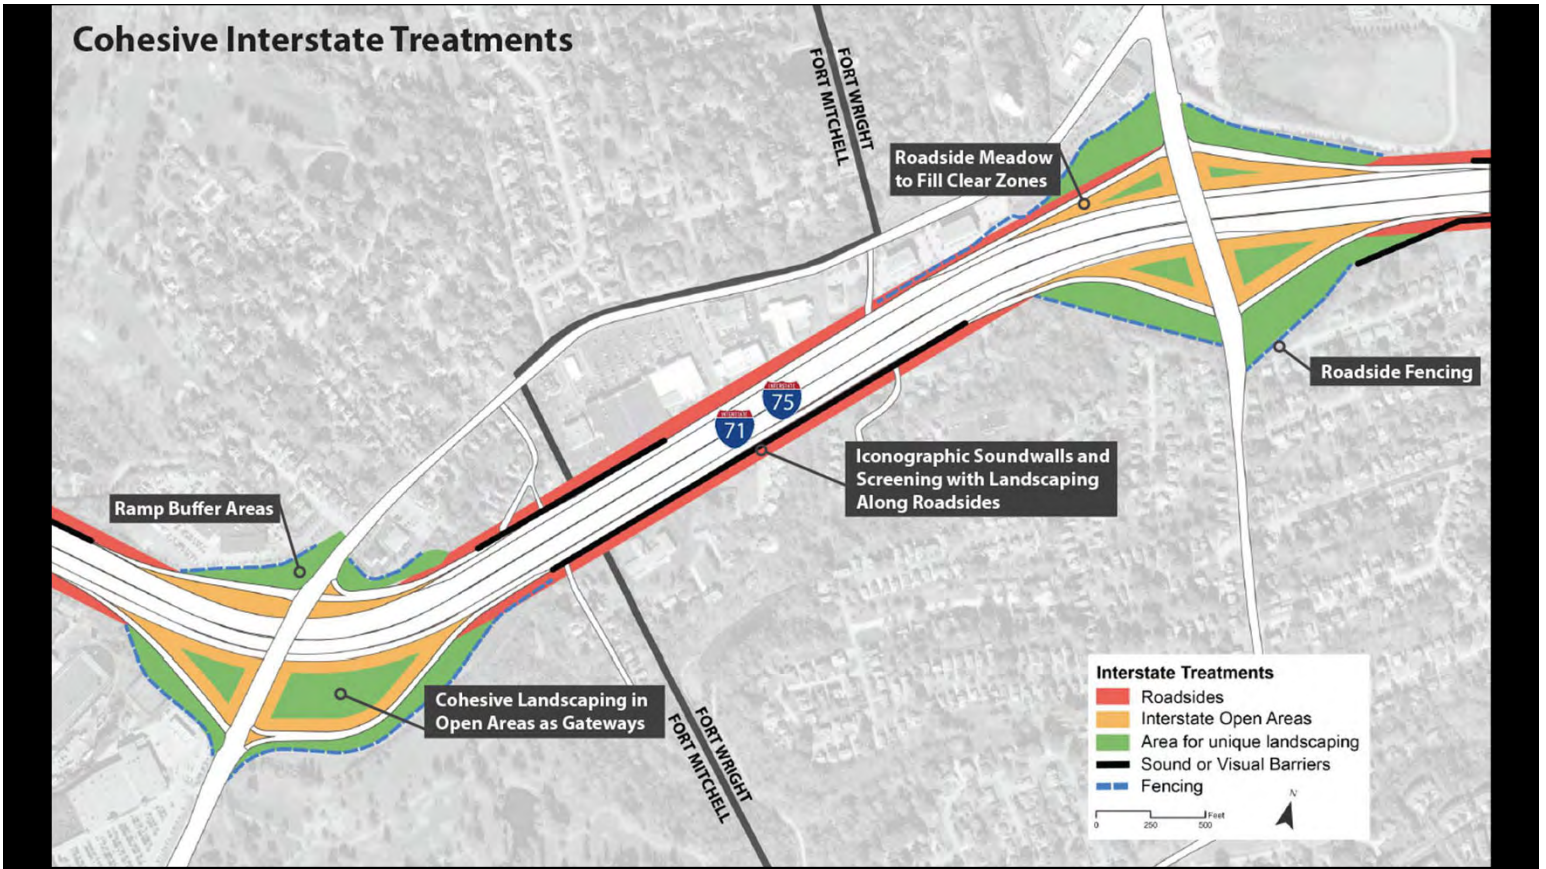 Cohesive Interstate Treatments
FORT WRIGHT
FORT MITCHELL
Roadside Meadow
to Fill Clear Zones
Roadside Fencing
INTERSTATE
75
INTERSTATE
71
Iconographic Soundwalls and
Screening with Landscaping
Along Roadsides
Ramp Buffer Areas
Cohesive Landscaping in
Open Areas as Gateways
FORT WRIGHT
FORT MITCHELL
Interstate Treatments
Roadsides
Interstate Open Areas
Area for unique landscaping
Sound or Visual Barriers
Fencing
N
Feet
0 250 500